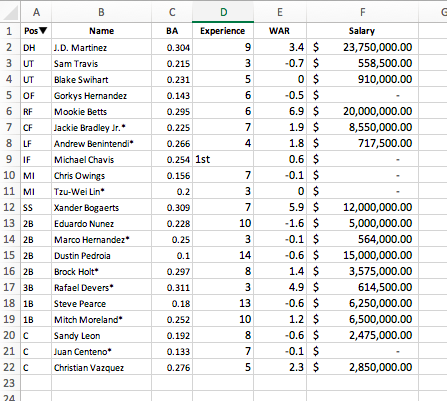 A B C D E F G
1 Pos▼ Name BA Experience WAR Salary
2 DH J.D. Martinez 0.304 9 3.4 $ 23,750,000.00
3 UT Sam Travis 0.215 3 -0.7 $ 558,500.00
4 UT Blake Swihart 0.231 5 0 $ 910,000.00
5 OF Gorkys Hernandez 0.143 6 -0.5 $ -
6 RF Mookie Betts 0.295 6 6.9 $ 20,000,000.00
7 CF Jackie Bradley Jr.* 0.225 7 1.9 $ 8,550,000.00
8 LF Andrew Benintendi* 0.266 4 1.8 $ 717,500.00
9 IF Michael Chavis 0.254 1st 0.6 $ -
10 MI Chris Owings 0.156 7 -0.1 $ -
11 MI Tzu-Wei Lin* 0.2 3 0 $ -
12 SS Xander Bogaerts 0.309 7 5.9 $ 12,000,000.00
13 2B Eduardo Nunez 0.228 10 -1.6 $ 5,000,000.00
14 2B Marco Hernandez* 0.25 3 -0.1 $ 564,000.00
15 2B Dustin Pedroia 0.1 14 -0.6 $ 15,000,000.00
16 2B Brock Holt* 0.297 8 1.4 $ 3,575,000.00
17 3B Rafael Devers* 0.311 3 4.9 $ 614,500.00
18 1B Steve Pearce 0.18 13 -0.6 $ 6,250,000.00
19 1B Mitch Moreland* 0.252 10 1.2 $ 6,500,000.00
20 C Sandy Leon 0.192 8 -0.6 $ 2,475,000.00
21 C Juan Centeno* 0.133 7 -0.1 $ -
22 C Christian Vazquez 0.276 5 2.3 $ 2,850,000.00
23
24